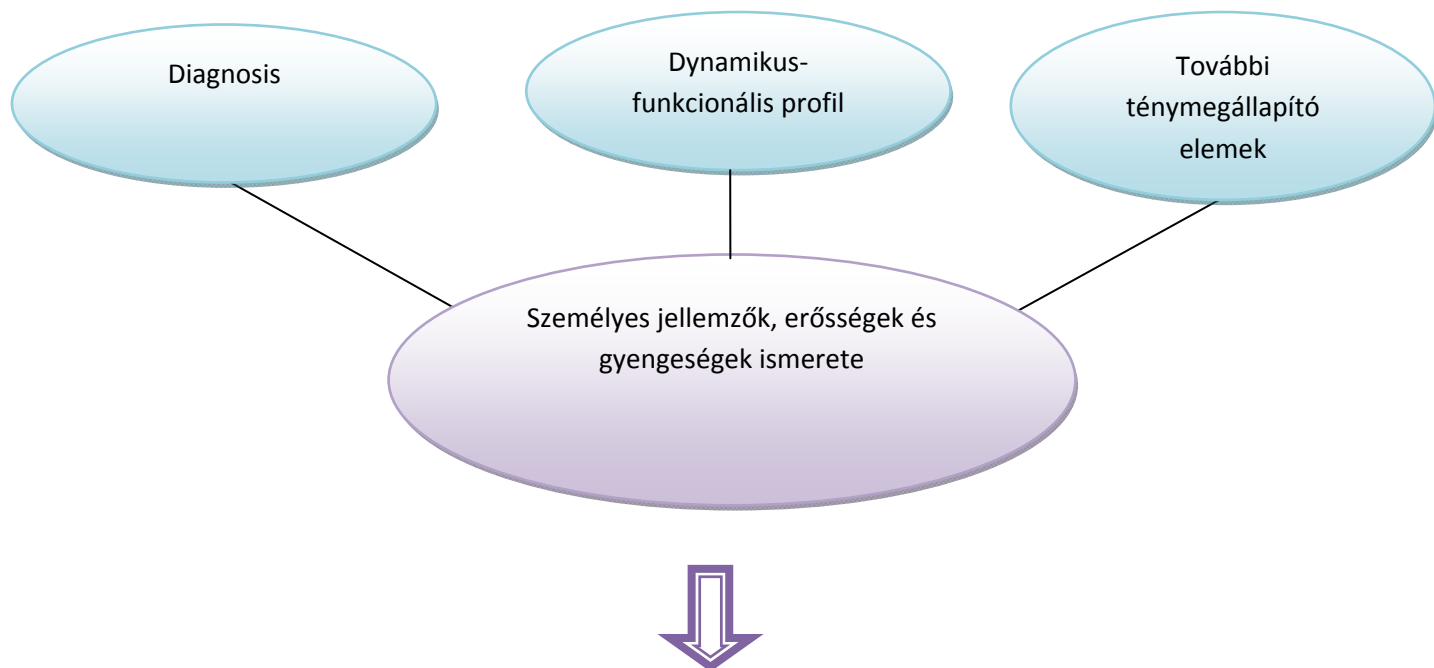 Diagnosis
Dynamikus-
funkcionális profil
További
ténymegállapító
elemek
Személyes jellemzők, erősségek és
gyengeségek ismerete